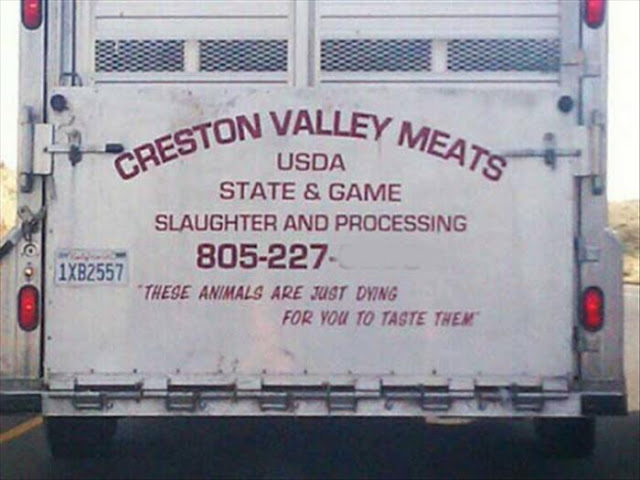 CRESTON VALLEY MEATS
USDA
STATE & GAME
SLAUGHTER AND PROCESSING
805-227-
1XB2557
"THESE ANIMALS ARE JUST DYING
FOR YOU TO TASTE THEM"